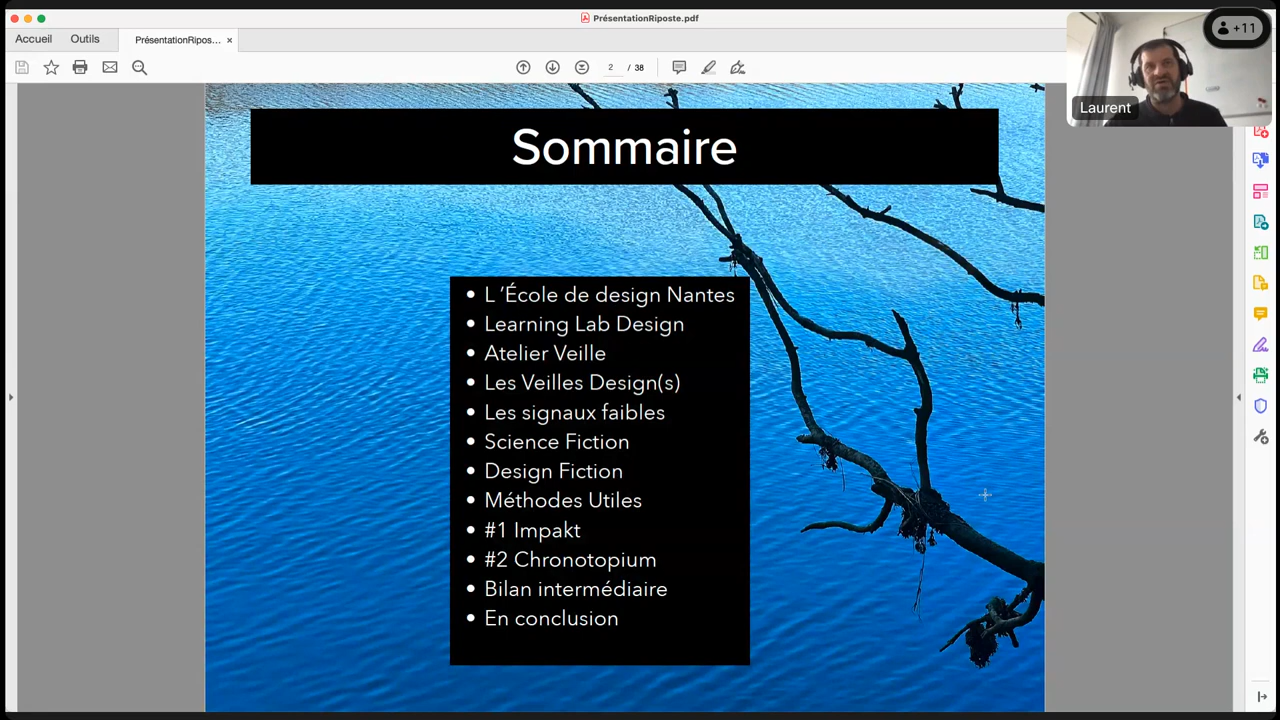 PrésentationRiposte.pdf
Accueil
Outils
PrésentationRipos...
2 / 38
+11
Laurent
Sommaire
• L ’École de design Nantes
• Learning Lab Design
• Atelier Veille
• Les Veilles Design(s)
• Les signaux faibles
• Science Fiction
• Design Fiction
• Méthodes Utiles
• #1 Impakt
• #2 Chronotopium
• Bilan intermédiaire
• En conclusion